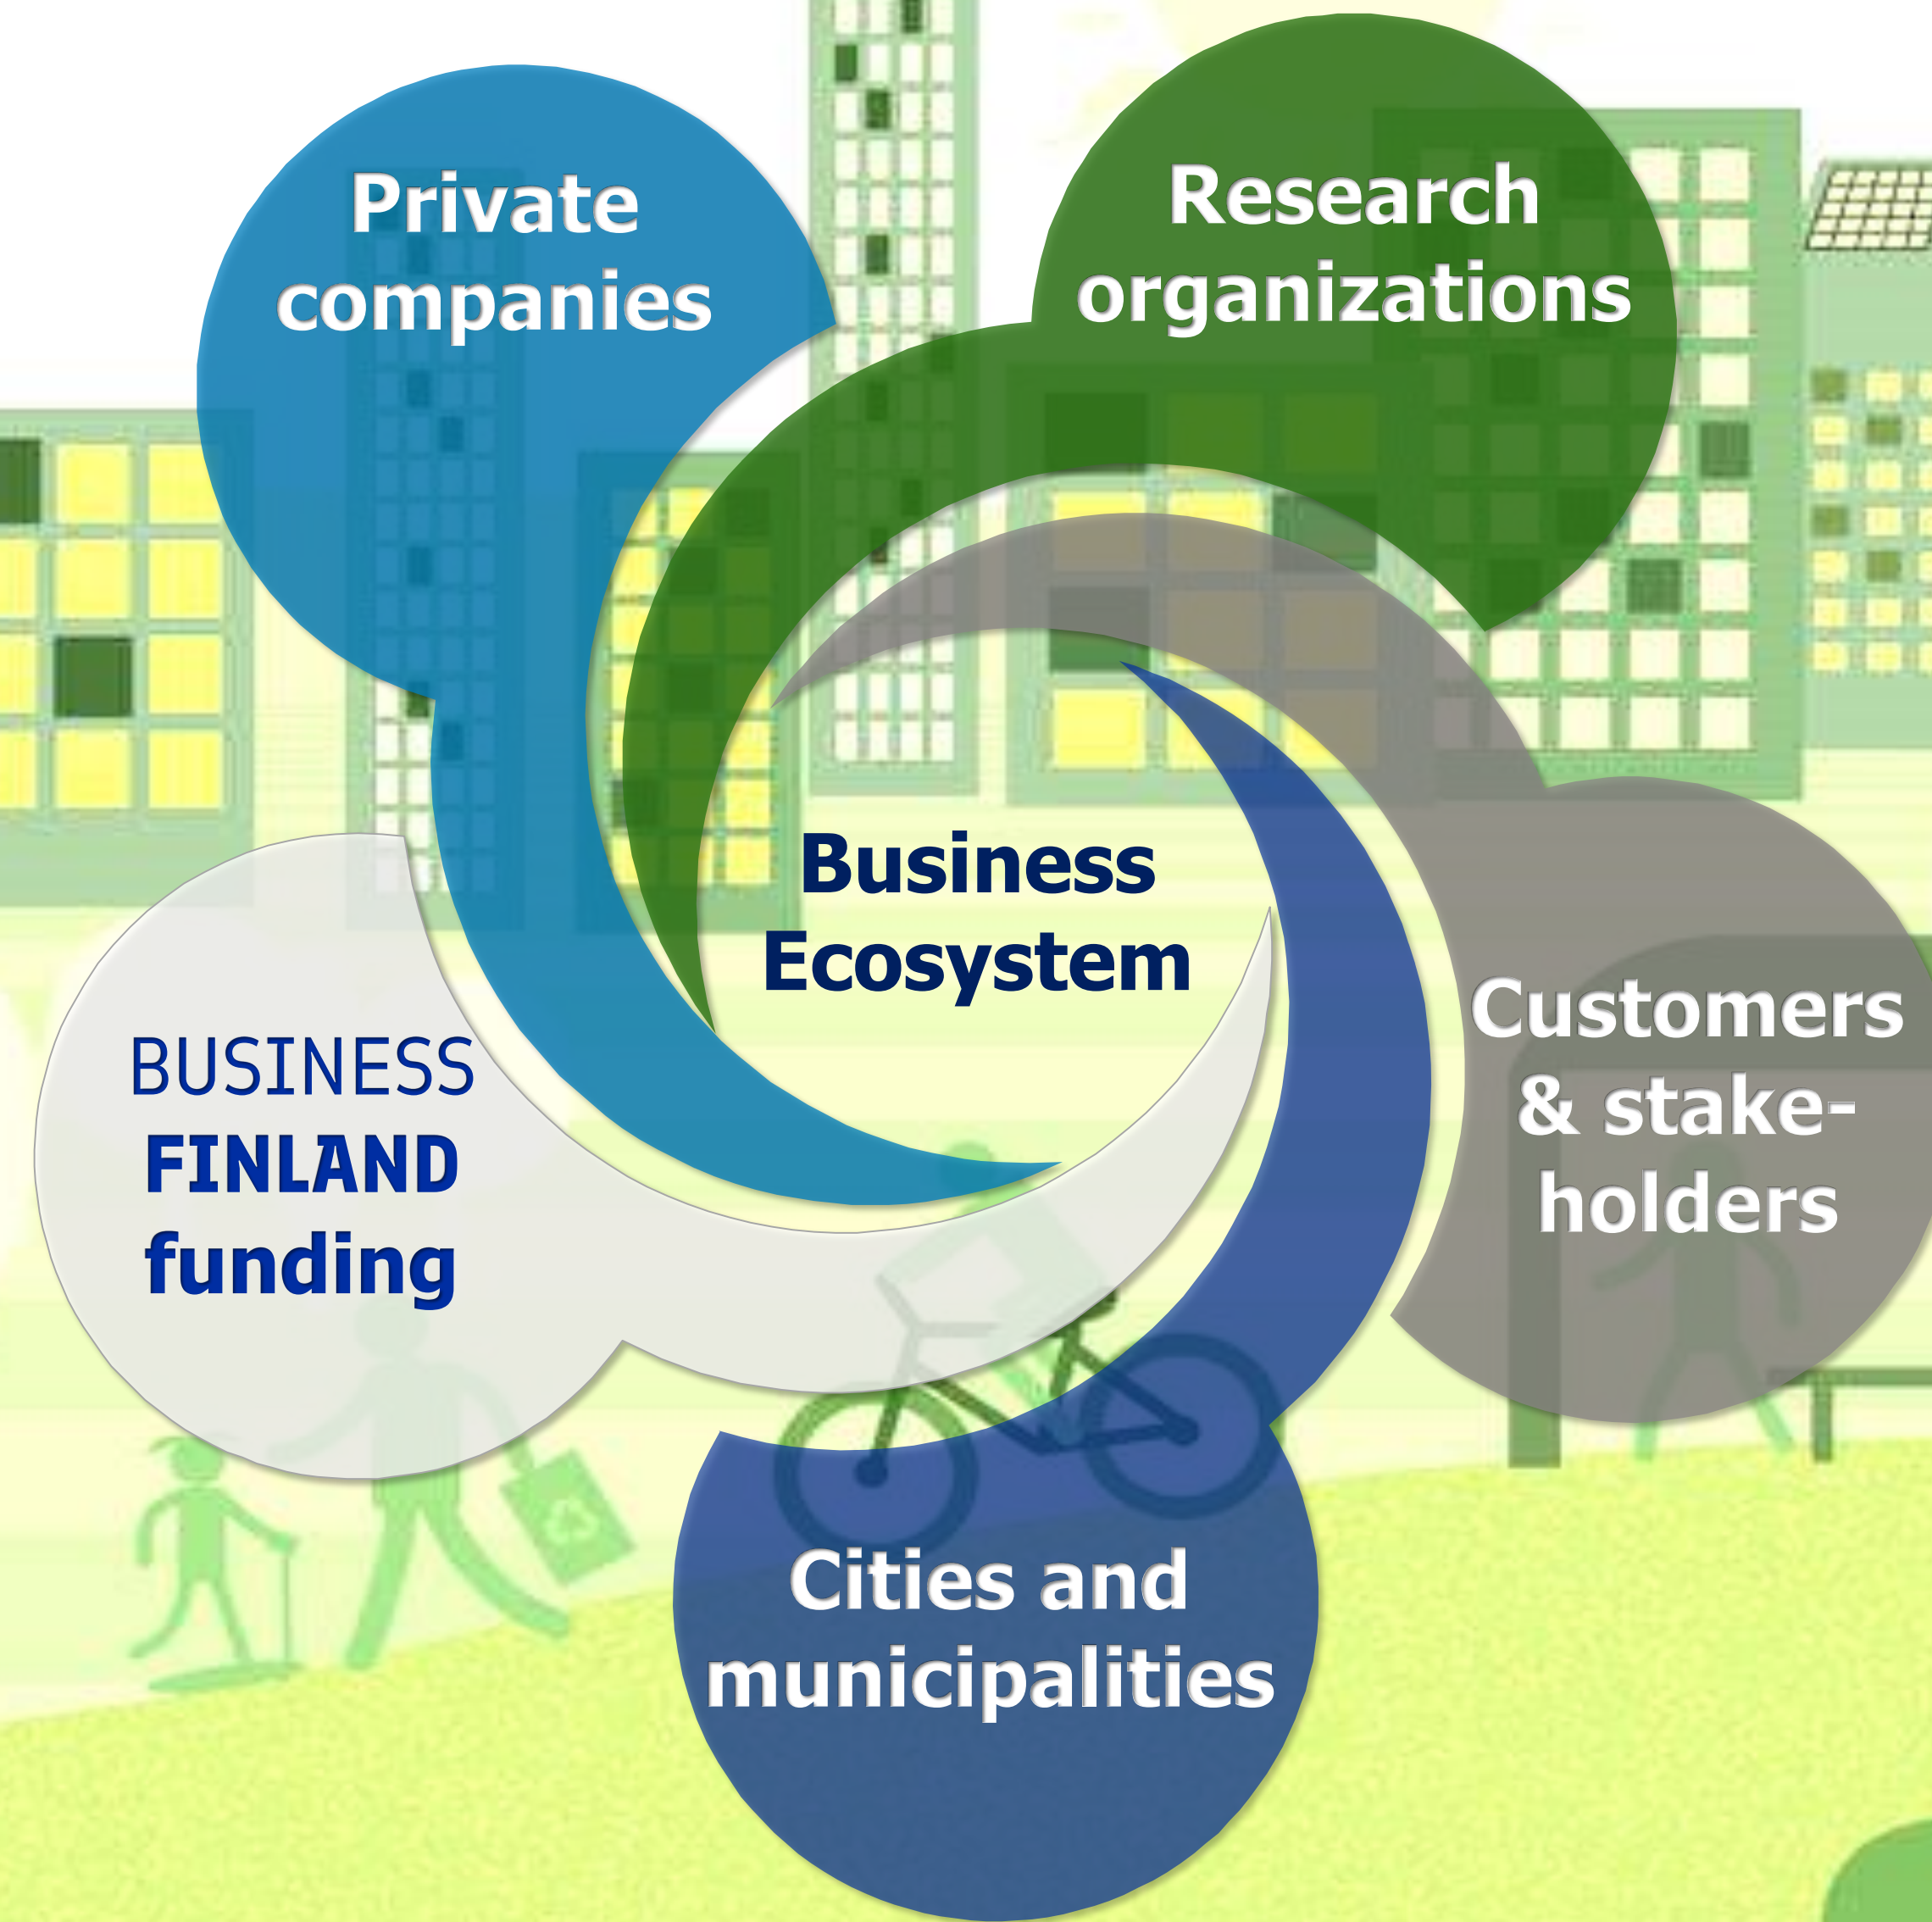 Private
companies
Research
organizations
Business
Ecosystem
Customers
& stake-
holders
BUSINESS
FINLAND
funding
Cities and
municipalities